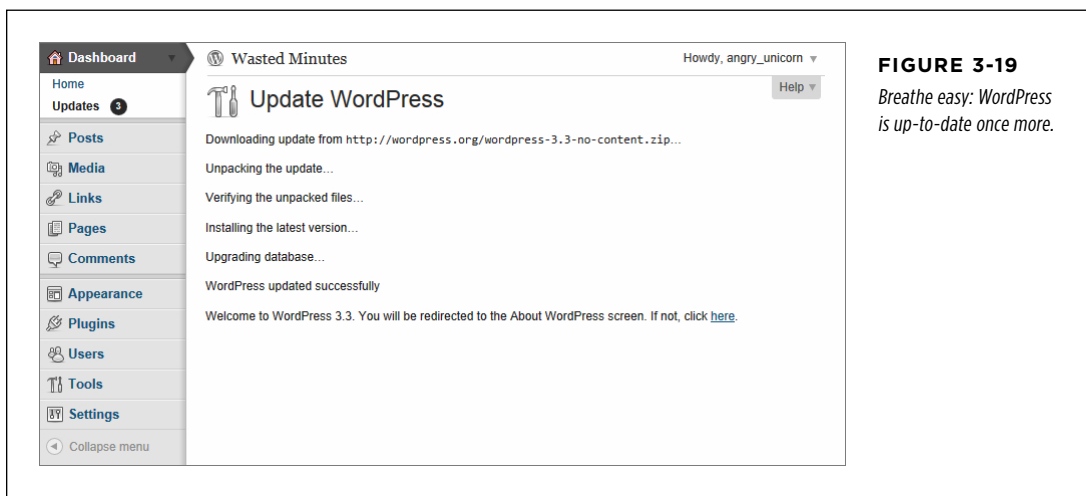 Dashboard
Home
Updates 3
Posts
Media
Links
Pages
Comments
Appearance
Plugins
Users
Tools
Settings
Collapse menu
Wasted Minutes
Howdy, angry_unicorn
Help
Update WordPress
Downloading update from http://wordpress.org/wordpress-3.3-no-content.zip…
Unpacking the update…
Verifying the unpacked files…
Installing the latest version…
Upgrading database…
WordPress updated successfully
Welcome to WordPress 3.3. You will be redirected to the About WordPress screen. If not, click here.
FIGURE 3-19
Breathe easy: WordPress
is up-to-date once more.